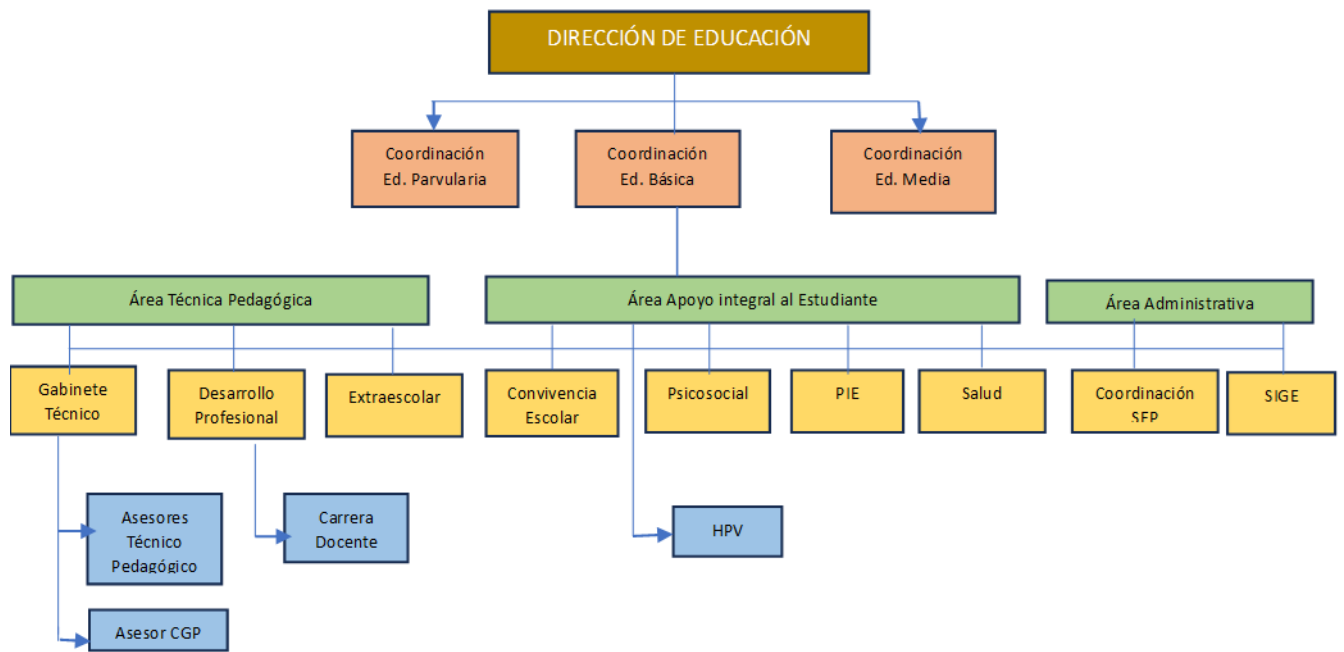 DIRECCIÓN DE EDUCACIÓN
Coordinación
Ed. Parvularia
Coordinación
Ed. Básica
Coordinación
Ed. Media
Área Técnica Pedagógica
Área Apoyo integral al Estudiante
Área Administrativa
Gabinete
Técnico
Desarrollo
Profesional
Extraescolar
Convivencia
Escolar
Psicosocial
PIE
Salud
Coordinación
SEP
SIGE
Asesores
Técnico
Pedagógico
Carrera
Docente
HPV
Asesor CGP